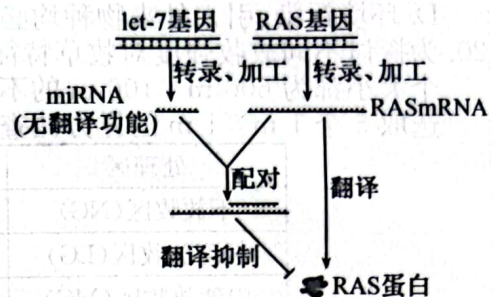 let-7基因 RAS基因
转录、加工 转录、加工
miRNA
(无翻译功能)
RASmRNA
配对
翻译
翻译抑制
RAS蛋白